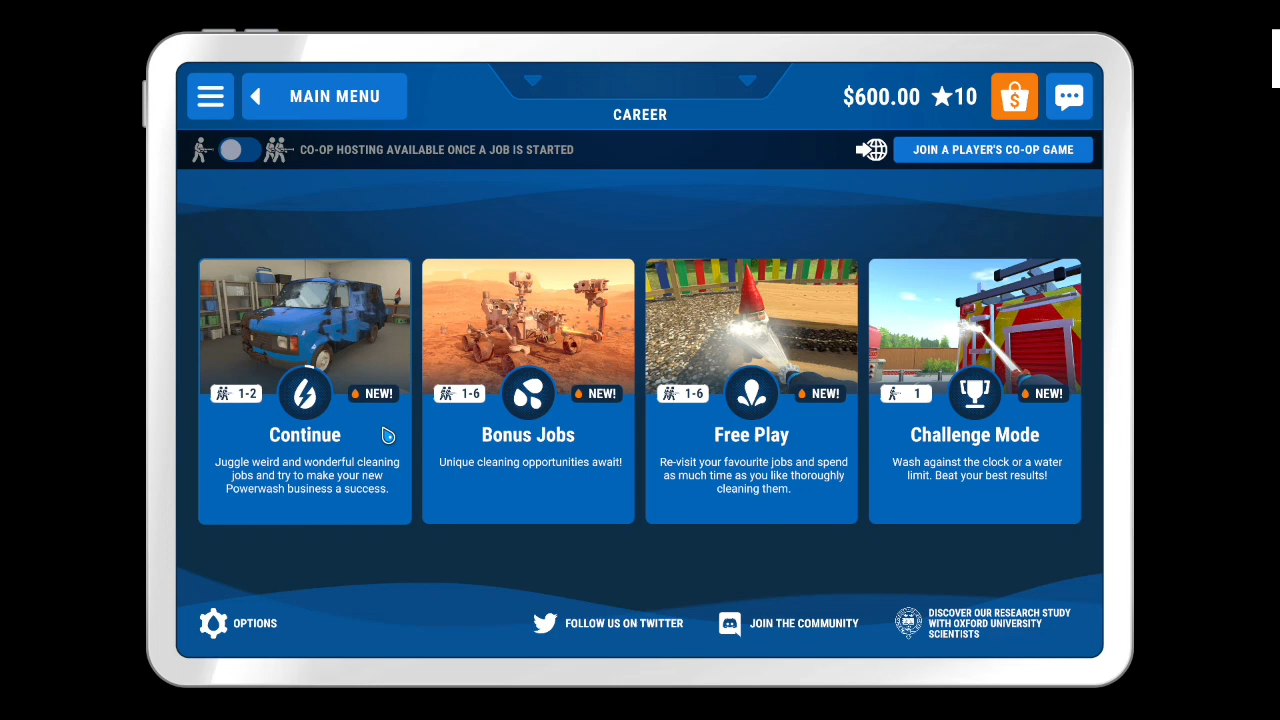 MAIN MENU
CAREER
$600.00 ★10
CO-OP HOSTING AVAILABLE ONCE A JOB IS STARTED
JOIN A PLAYER'S CO-OP GAME
1-2
NEW!
Continue
Juggle weird and wonderful cleaning
jobs and try to make your new
Powerwash business a success.
1-6
NEW!
Bonus Jobs
Unique cleaning opportunities await!
1-6
NEW!
Free Play
Re-visit your favourite jobs and spend
as much time as you like thoroughly
cleaning them.
1
NEW!
Challenge Mode
Wash against the clock or a water
limit. Beat your best results!
OPTIONS
FOLLOW US ON TWITTER
JOIN THE COMMUNITY
DISCOVER OUR RESEARCH STUDY
WITH OXFORD UNIVERSITY
SCIENTISTS